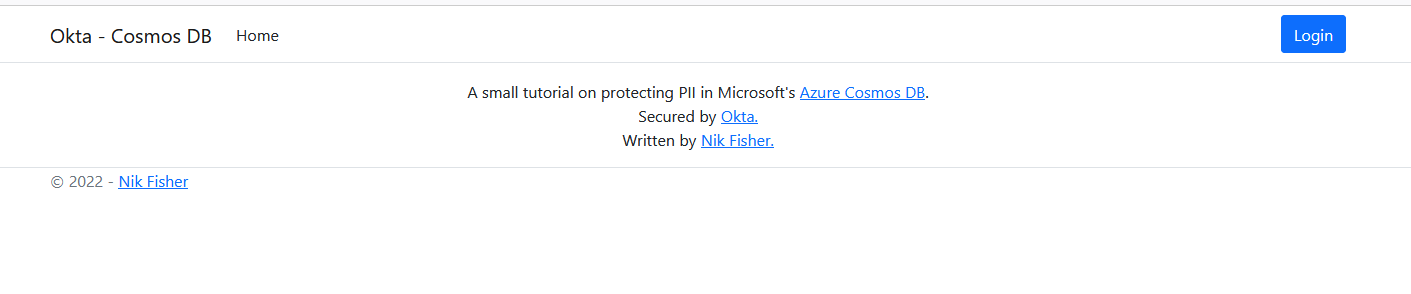 Okta - Cosmos DB Home Login
A small tutorial on protecting PII in Microsoft's Azure Cosmos DB.
Secured by Okta.
Written by Nik Fisher.
© 2022 - Nik Fisher